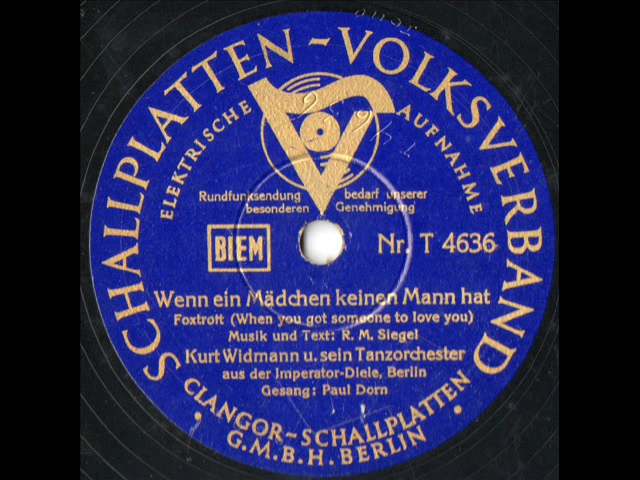 SCHALLPLATTEN-VOLKSVERBAND
ELEKTRISCHE AUFNAHME
Rundfunksendung bedarf unserer
besonderen Genehmigung
BIEM
Nr. T 4636
Wenn ein Mädchen keinen Mann hat
Foxtrott (When you got someone to love you)
Musik und Text: R. M. Siegel
Kurt Widmann u. sein Tanzorchester
aus der Imperator-Diele, Berlin
Gesang: Paul Dorn
CLANGOR-SCHALLPLATTEN
G.M.B.H. BERLIN